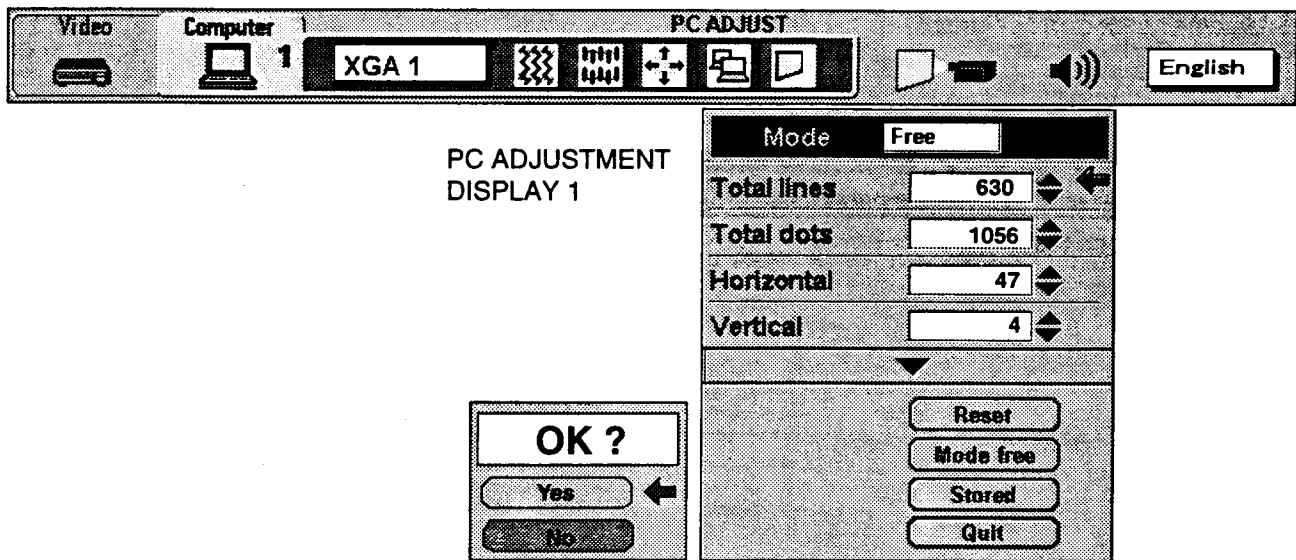 Video
Computer
PC ADJUST
1
XGA 1
English
PC ADJUSTMENT
DISPLAY 1
Mode Free
Total lines 630
Total dots 1056
Horizontal 47
Vertical 4
Reset
Mode free
Stored
Quit
OK ?
Yes
No